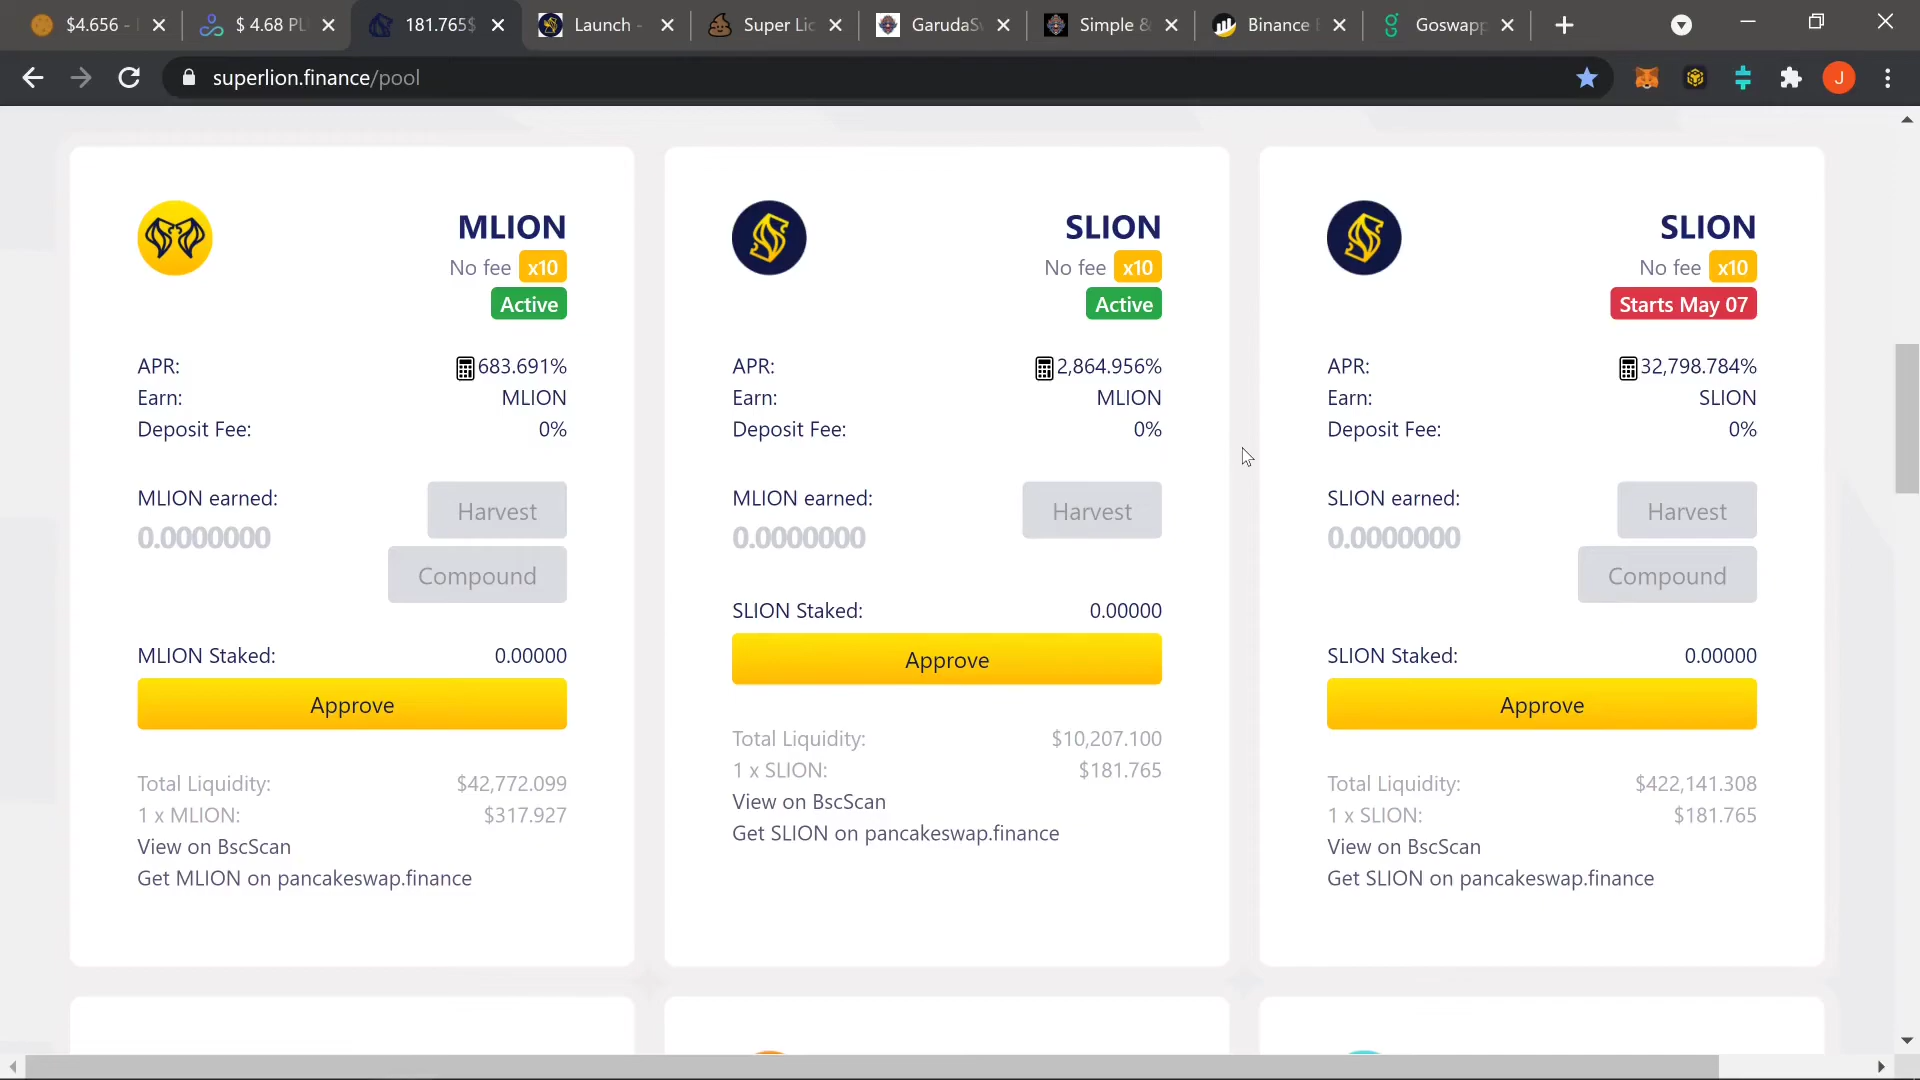 $4.656 -
$ 4.68 PL
181.765$
Launch -
Super Lio
GarudaSw
Simple &
Binance
Goswapp
superlion.finance/pool
J
MLION
No fee x10
Active
APR: 683.691%
Earn: MLION
Deposit Fee: 0%
MLION earned: Harvest
0.0000000
Compound
MLION Staked: 0.00000
Approve
Total Liquidity: $42,772.099
1 x MLION: $317.927
View on BscScan
Get MLION on pancakeswap.finance
SLION
No fee x10
Active
APR: 2,864.956%
Earn: MLION
Deposit Fee: 0%
MLION earned: Harvest
0.0000000
SLION Staked: 0.00000
Approve
Total Liquidity: $10,207.100
1 x SLION: $181.765
View on BscScan
Get SLION on pancakeswap.finance
SLION
No fee x10
Starts May 07
APR: 32,798.784%
Earn: SLION
Deposit Fee: 0%
SLION earned: Harvest
0.0000000
Compound
SLION Staked: 0.00000
Approve
Total Liquidity: $422,141.308
1 x SLION: $181.765
View on BscScan
Get SLION on pancakeswap.finance